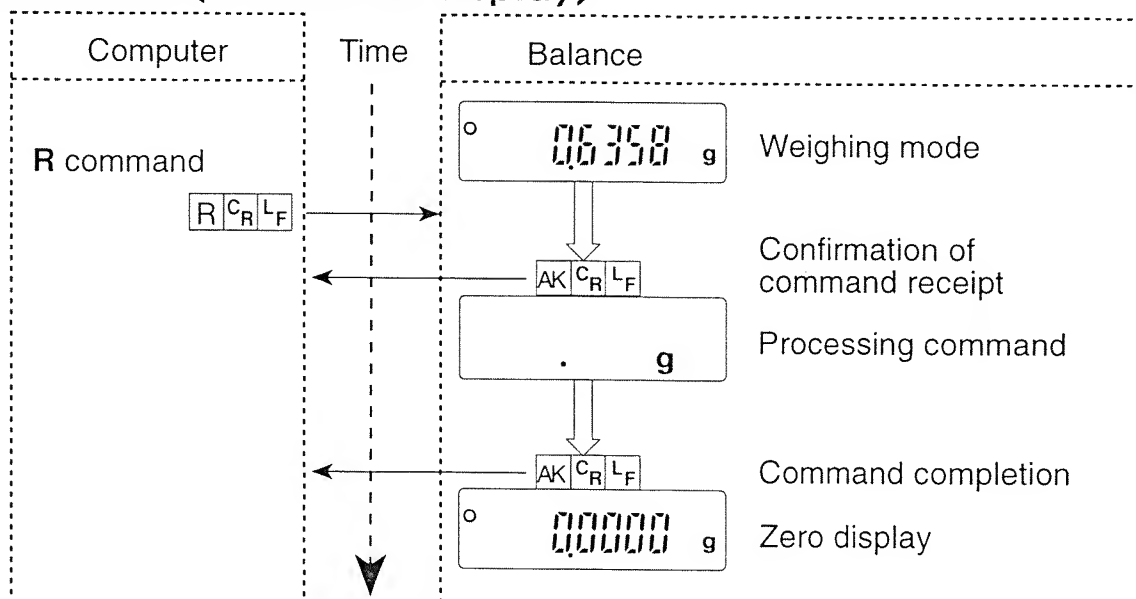 Computer
Time
Balance
R command
R CR LF
0.6358 g
Weighing mode
AK CR LF
Confirmation of
command receipt
. g
Processing command
AK CR LF
Command completion
0.0000 g
Zero display